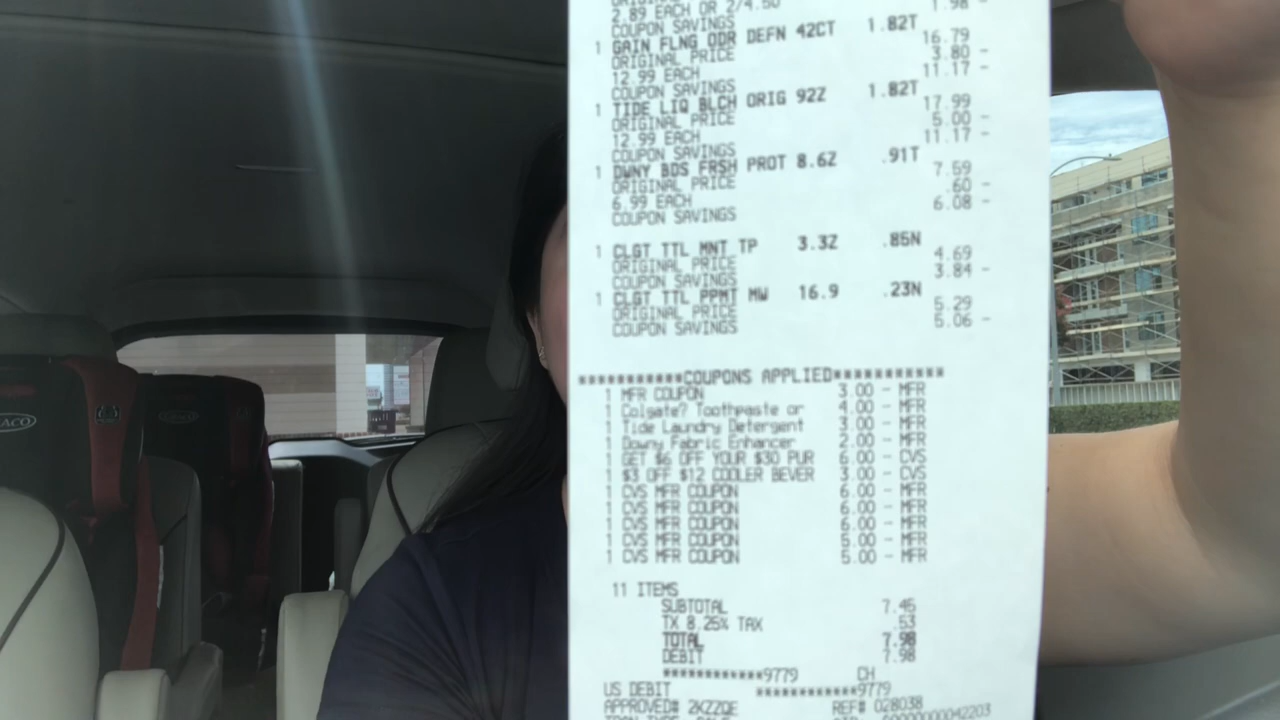 2.89 EACH OR 2/4.50
1.98 -
COUPON SAVINGS
1 GAIN FLNG ODR DEFN 42CT 1.82T
ORIGINAL PRICE 16.79
12.99 EACH 3.80 -
COUPON SAVINGS 11.17 -
1 TIDE LIQ BLCH ORIG 92Z 1.82T
ORIGINAL PRICE 17.99
12.99 EACH 5.00 -
COUPON SAVINGS 11.17 -
1 DWNY BDS FRSH PROT 8.6Z .91T
ORIGINAL PRICE 7.59
6.99 EACH .60 -
COUPON SAVINGS 6.08 -
1 CLGT TTL MNT TP 3.3Z .85N
ORIGINAL PRICE 4.69
COUPON SAVINGS 3.84 -
1 CLGT TTL PPMT MW 16.9 .23N
ORIGINAL PRICE 5.29
COUPON SAVINGS 5.06 -
***********COUPONS APPLIED***********
1 MFR COUPON 3.00 - MFR
1 Colgate? Toothpaste or 4.00 - MFR
1 Tide Laundry Detergent 3.00 - MFR
1 Downy Fabric Enhancer 2.00 - MFR
1 GET $6 OFF YOUR $30 PUR 6.00 - CVS
1 $3 OFF $12 COOLER BEVER 3.00 - CVS
1 CVS MFR COUPON 6.00 - MFR
1 CVS MFR COUPON 6.00 - MFR
1 CVS MFR COUPON 6.00 - MFR
1 CVS MFR COUPON 5.00 - MFR
1 CVS MFR COUPON 5.00 - MFR
11 ITEMS
SUBTOTAL 7.45
TX 8.25% TAX .53
TOTAL 7.98
DEBIT 7.98
************9779 CH
US DEBIT ************9779
APPROVED# 2KZZQE REF# 028038